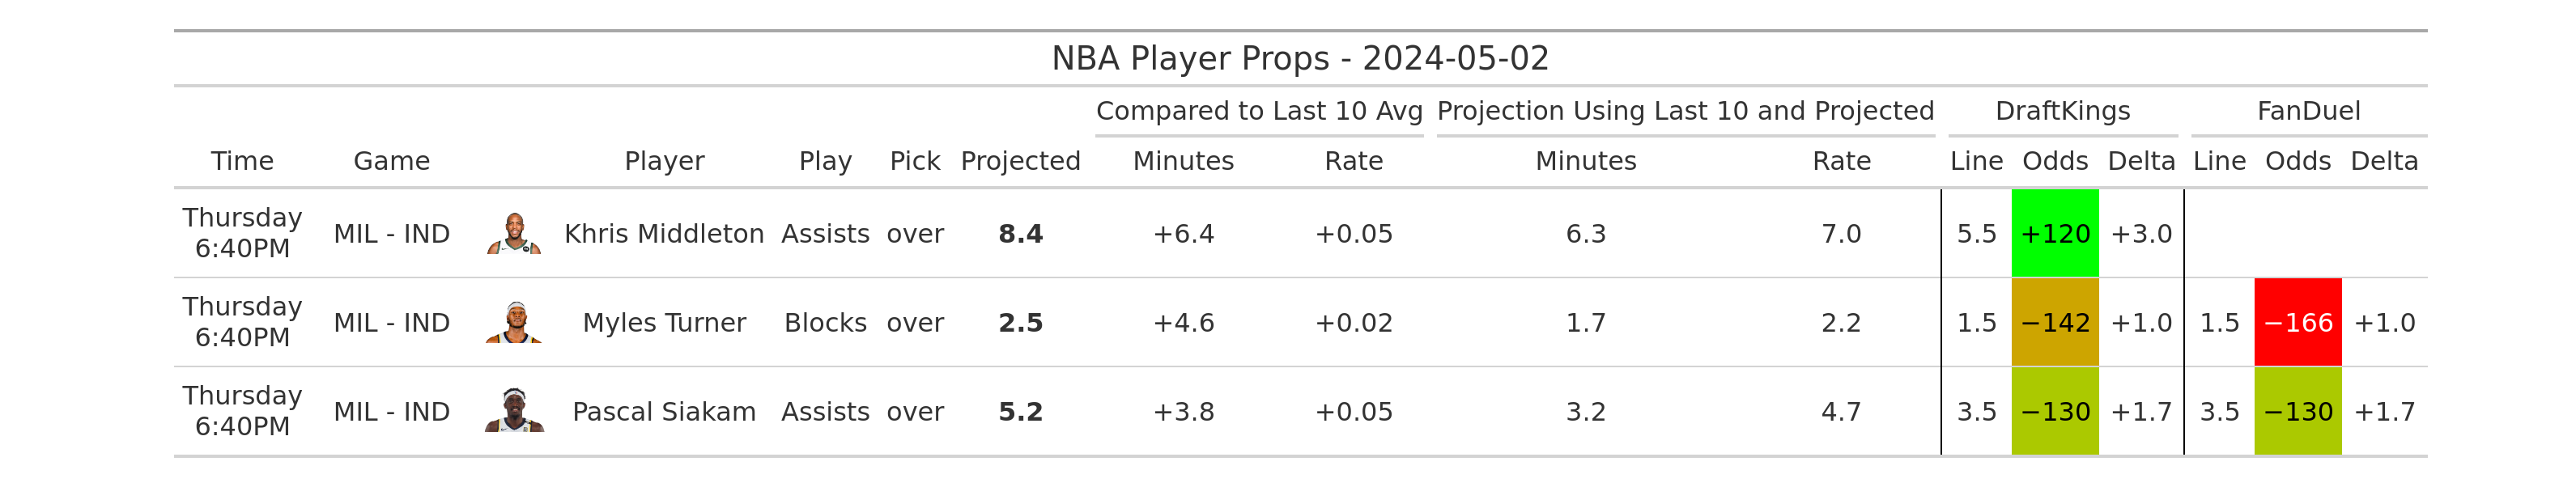 NBA Player Props - 2024-05-02
Compared to Last 10 Avg Projection Using Last 10 and Projected DraftKings FanDuel
Time Game Player Play Pick Projected Minutes Rate Minutes Rate Line Odds Delta Line Odds Delta
Thursday
6:40PM MIL - IND Khris Middleton Assists over 8.4 +6.4 +0.05 6.3 7.0 5.5 +120 +3.0
Thursday
6:40PM MIL - IND Myles Turner Blocks over 2.5 +4.6 +0.02 1.7 2.2 1.5 −142 +1.0 1.5 −166 +1.0
Thursday
6:40PM MIL - IND Pascal Siakam Assists over 5.2 +3.8 +0.05 3.2 4.7 3.5 −130 +1.7 3.5 −130 +1.7